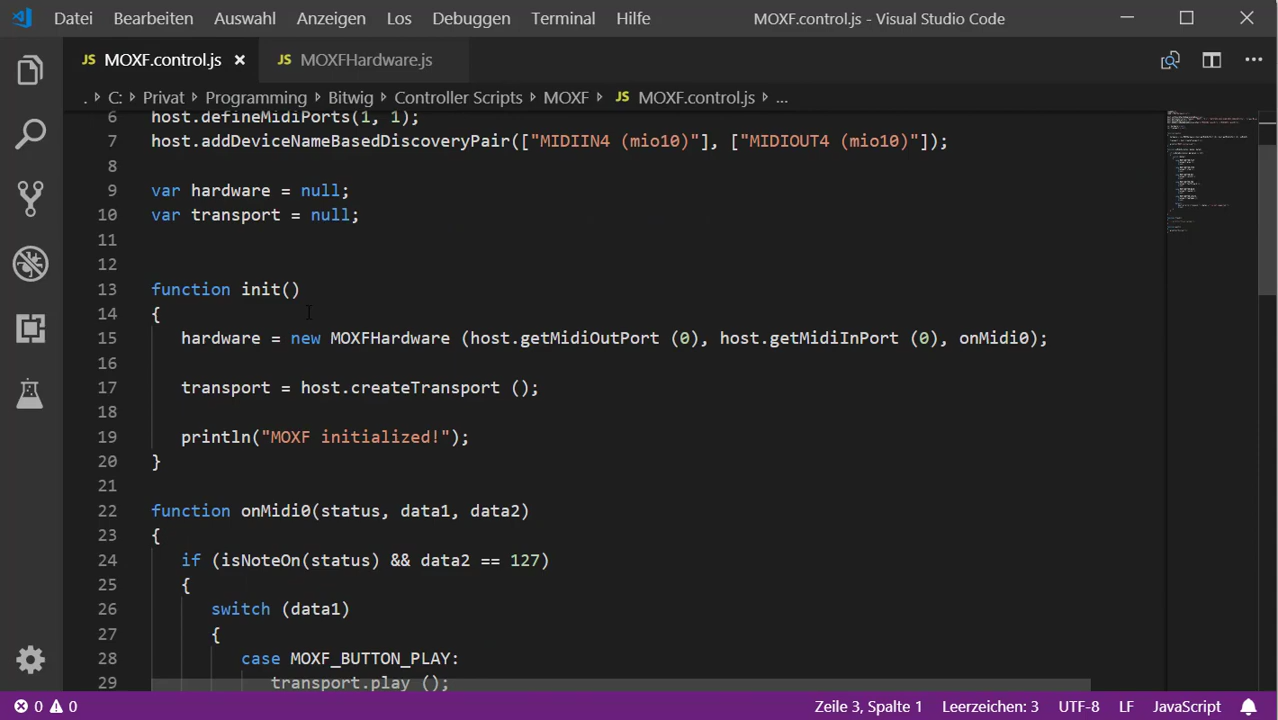 Datei Bearbeiten Auswahl Anzeigen Los Debuggen Terminal Hilfe MOXF.control.js - Visual Studio Code
JS MOXF.control.js × JS MOXFHardware.js ...
. > C: > Privat > Programming > Bitwig > Controller Scripts > MOXF > JS MOXF.control.js > ...
6 host.defineMidiPorts(1, 1);
7 host.addDeviceNameBasedDiscoveryPair(["MIDIIN4 (mio10)"], ["MIDIOUT4 (mio10)"]);
8
9 var hardware = null;
10 var transport = null;
11
12
13 function init()
14 {
15 hardware = new MOXFHardware (host.getMidiOutPort (0), host.getMidiInPort (0), onMidi0);
16
17 transport = host.createTransport ();
18
19 println("MOXF initialized!");
20 }
21
22 function onMidi0(status, data1, data2)
23 {
24 if (isNoteOn(status) && data2 == 127)
25 {
26 switch (data1)
27 {
28 case MOXF_BUTTON_PLAY:
29 transport.play ();
0 0 Zeile 3, Spalte 1 Leerzeichen: 3 UTF-8 LF JavaScript